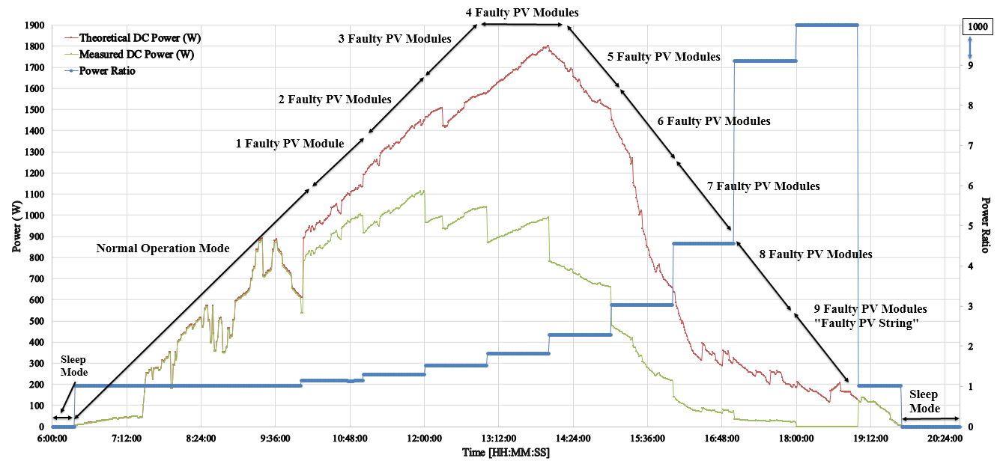 4 Faulty PV Modules
3 Faulty PV Modules
5 Faulty PV Modules
2 Faulty PV Modules
6 Faulty PV Modules
1 Faulty PV Module
7 Faulty PV Modules
Normal Operation Mode
8 Faulty PV Modules
9 Faulty PV Modules
"Faulty PV String"
Sleep
Mode
Sleep
Mode
Theoretical DC Power (W)
Measured DC Power (W)
Power Ratio
Power (W)
1900
1800
1700
1600
1500
1400
1300
1200
1100
1000
900
800
700
600
500
400
300
200
100
0
1000
9
8
7
6
5
4
3
2
1
0
Power Ratio
6:00:00 7:12:00 8:24:00 9:36:00 10:48:00 12:00:00 13:12:00 14:24:00 15:36:00 16:48:00 18:00:00 19:12:00 20:24:00
Time [HH:MM:SS]